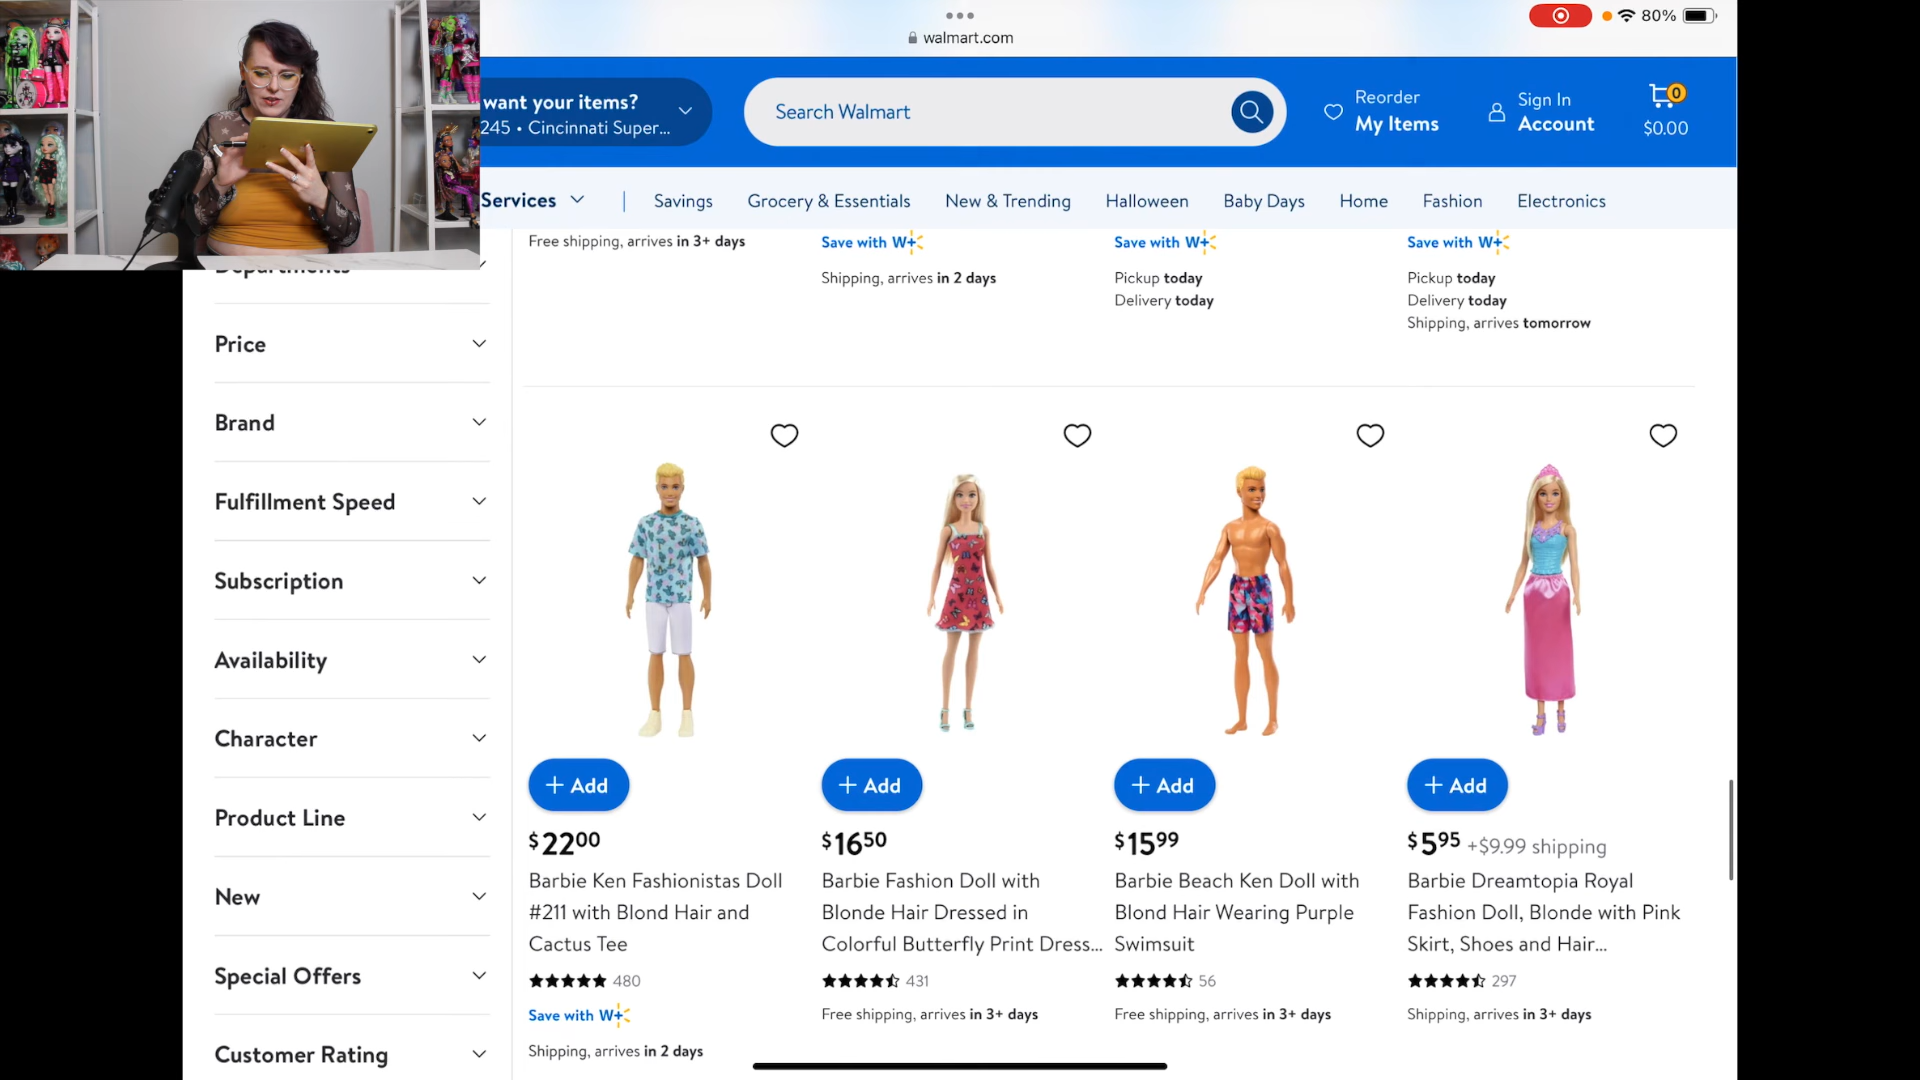 walmart.com
80%
want your items?
245 • Cincinnati Super...
Search Walmart
Reorder
My Items
Sign In
Account
0
$0.00
Services
Savings
Grocery & Essentials
New & Trending
Halloween
Baby Days
Home
Fashion
Electronics
Free shipping, arrives in 3+ days
Save with W+
Shipping, arrives in 2 days
Save with W+
Pickup today
Delivery today
Save with W+
Pickup today
Delivery today
Shipping, arrives tomorrow
Departments
Price
Brand
Fulfillment Speed
Subscription
Availability
Character
Product Line
New
Special Offers
Customer Rating
+ Add
$2200
Barbie Ken Fashionistas Doll
#211 with Blond Hair and
Cactus Tee
480
Save with W+
Shipping, arrives in 2 days
+ Add
$1650
Barbie Fashion Doll with
Blonde Hair Dressed in
Colorful Butterfly Print Dress...
431
Free shipping, arrives in 3+ days
+ Add
$1599
Barbie Beach Ken Doll with
Blond Hair Wearing Purple
Swimsuit
56
Free shipping, arrives in 3+ days
+ Add
$595 +$9.99 shipping
Barbie Dreamtopia Royal
Fashion Doll, Blonde with Pink
Skirt, Shoes and Hair...
297
Shipping, arrives in 3+ days